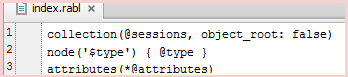 index.rabl
1 collection(@sessions, object_root: false)
2 node('$type') { @type }
3 attributes(*@attributes)